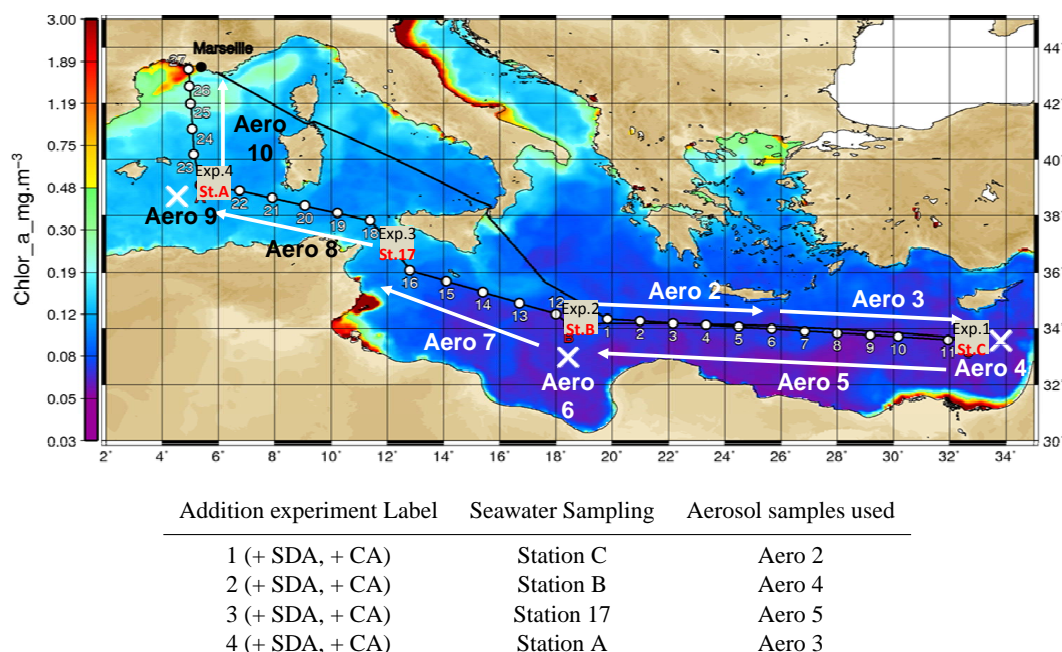 3.00
1.89
1.19
0.75
0.48
0.30
0.19
0.12
0.08
0.05
0.03
Chlor_a_mg.m⁻³
Marseille
27
26
25
24
23
Aero
10
Exp.4
St.A
22
21
20
19
18
Aero 9
Aero 8
Exp.3
St.17
16
15
14
13
12
Aero 7
Exp.2
St.B
Aero
6
Aero 2
Aero 3
1
2
3
4
5
6
7
8
9
10
11
Exp.1
St.C
Aero 4
Aero 5
42˚
40˚
38˚
36˚
34˚
32˚
30˚
2˚ 4˚ 6˚ 8˚ 10˚ 12˚ 14˚ 16˚ 18˚ 20˚ 22˚ 24˚ 26˚ 28˚ 30˚ 32˚ 34˚
Addition experiment Label Seawater Sampling Aerosol samples used
1 (+ SDA, + CA) Station C Aero 2
2 (+ SDA, + CA) Station B Aero 4
3 (+ SDA, + CA) Station 17 Aero 5
4 (+ SDA, + CA) Station A Aero 3